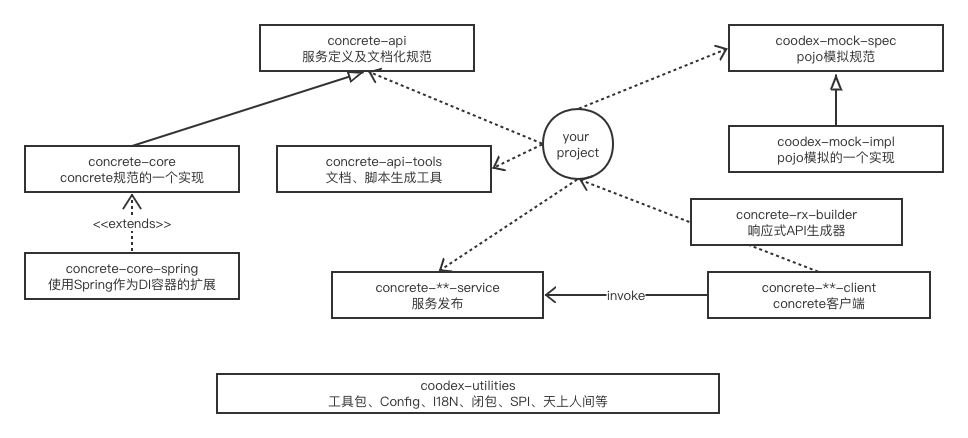 concrete-api
服务定义及文档化规范
coodex-mock-spec
pojo模拟规范
your
project
coodex-mock-impl
pojo模拟的一个实现
concrete-core
concrete规范的一个实现
concrete-api-tools
文档、脚本生成工具
<<extends>>
concrete-rx-builder
响应式API生成器
concrete-core-spring
使用Spring作为DI容器的扩展
concrete-**-service
服务发布
invoke
concrete-**-client
concrete客户端
coodex-utilities
工具包、Config、I18N、闭包、SPI、天上人间等